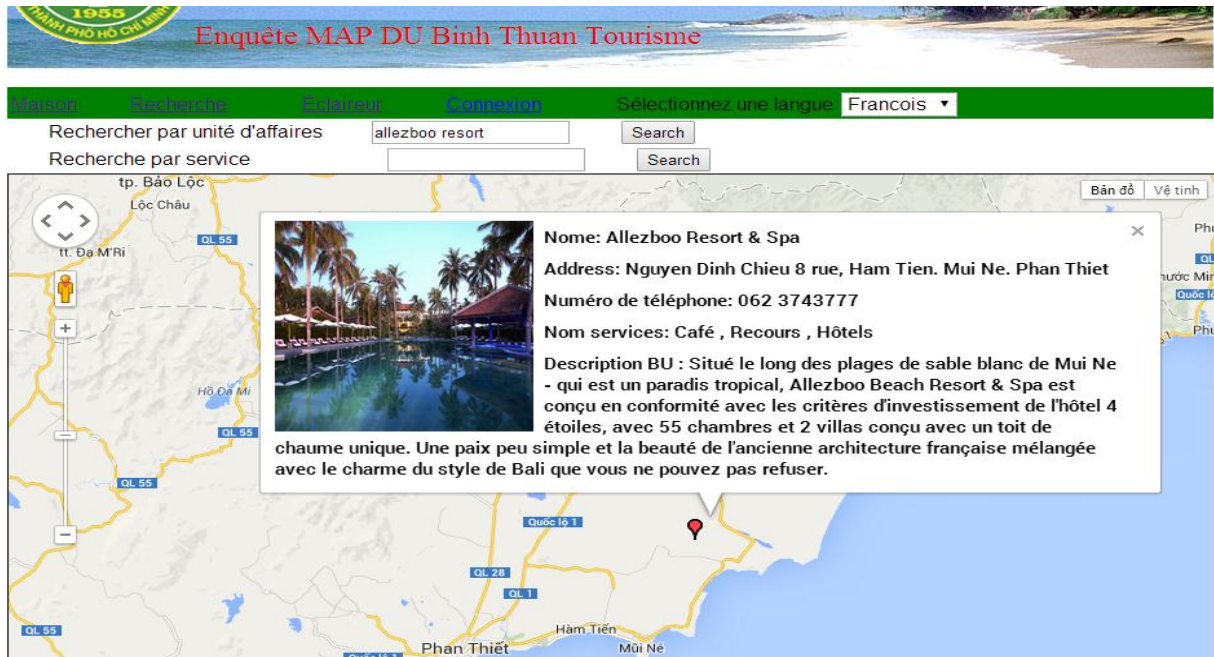 1955
THÀNH PHỐ HỒ CHÍ MINH
Enquête MAP DU Binh Thuan Tourisme
Maison Recherche Éclaireur Connexion Sélectionnez une langue Francois
Rechercher par unité d'affaires allezboo resort Search
Recherche par service Search
tp. Bảo Lộc
Lộc Châu
Bản đồ Vệ tinh
QL 55
tt. Đạ M'Ri
Nome: Allezboo Resort & Spa
Address: Nguyen Dinh Chieu 8 rue, Ham Tien. Mui Ne. Phan Thiet
Numéro de téléphone: 062 3743777
Nom services: Café , Recours , Hôtels
Description BU : Situé le long des plages de sable blanc de Mui Ne
- qui est un paradis tropical, Allezboo Beach Resort & Spa est
conçu en conformité avec les critères d'investissement de l'hôtel 4
étoiles, avec 55 chambres et 2 villas conçu avec un toit de
chaume unique. Une paix peu simple et la beauté de l'ancienne architecture française mélangée
avec le charme du style de Bali que vous ne pouvez pas refuser.
Hồ Đa Mi
QL 55
QL 55
Quốc lộ 1
QL 28
QL 1
QL 55
Hàm Tiến
Phan Thiết
Mũi Né